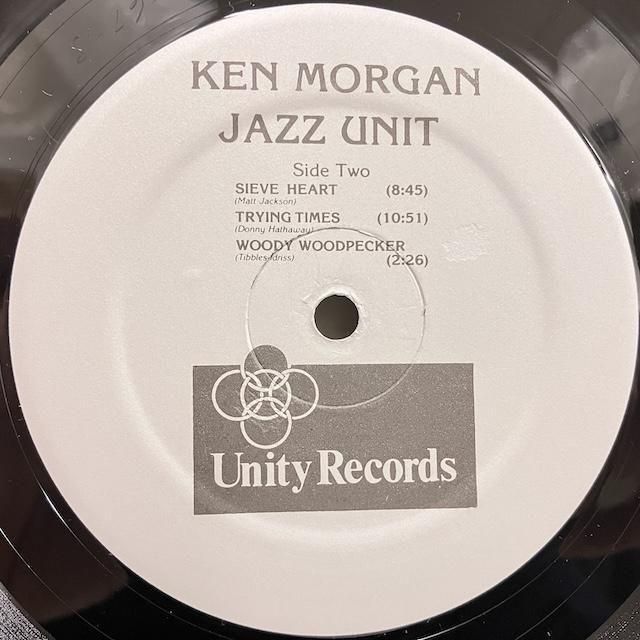 KEN MORGAN
JAZZ UNIT
Side Two
SIEVE HEART (8:45)
(Matt Jackson)
TRYING TIMES (10:51)
(Donny Hathaway)
WOODY WOODPECKER
(Tibbles-Idriss) (2:26)
Unity Records